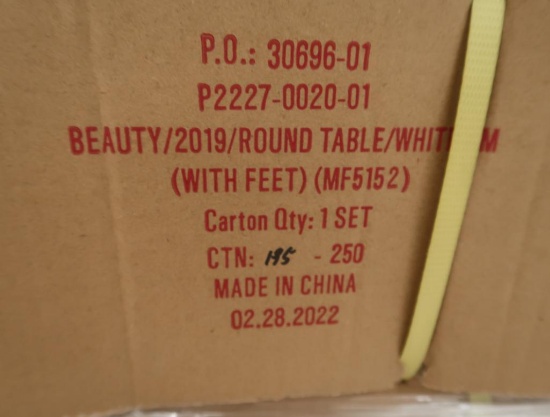 P.O.: 30696-01
P2227-0020-01
BEAUTY/2019/ROUND TABLE/WHIT M
(WITH FEET) (MF5152)
Carton Qty: 1 SET
CTN: 195 - 250
MADE IN CHINA
02.28.2022